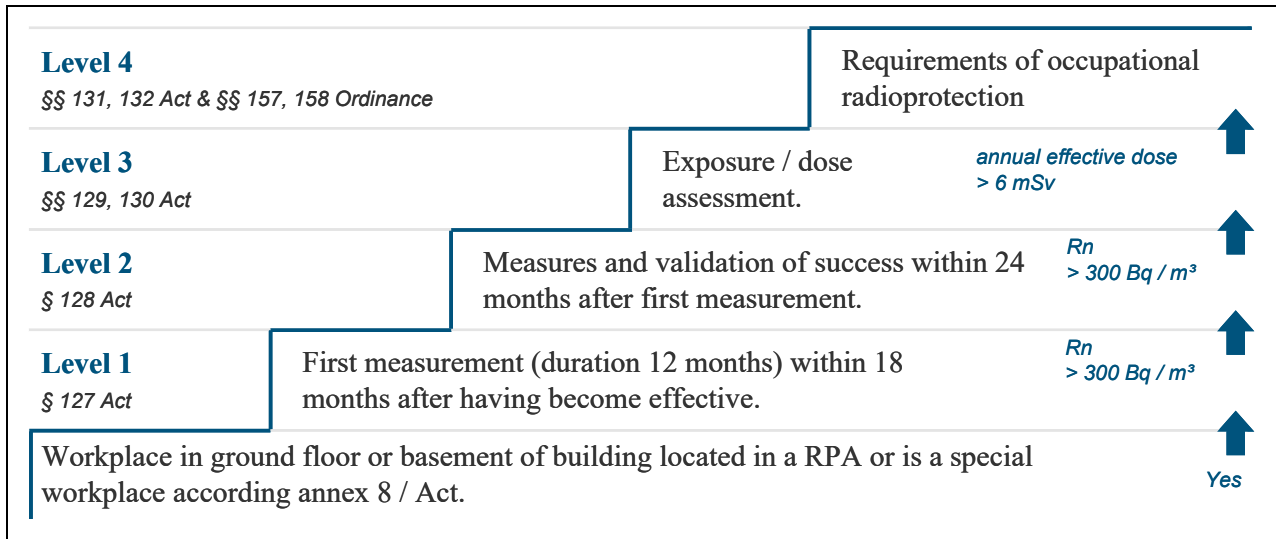 Level 4
§§ 131, 132 Act & §§ 157, 158 Ordinance
Requirements of occupational
radioprotection
Level 3
§§ 129, 130 Act
Exposure / dose
assessment.
annual effective dose
> 6 mSv
Level 2
§ 128 Act
Measures and validation of success within 24
months after first measurement.
Rn
> 300 Bq / m³
Level 1
§ 127 Act
First measurement (duration 12 months) within 18
months after having become effective.
Rn
> 300 Bq / m³
Workplace in ground floor or basement of building located in a RPA or is a special
workplace according annex 8 / Act.
Yes